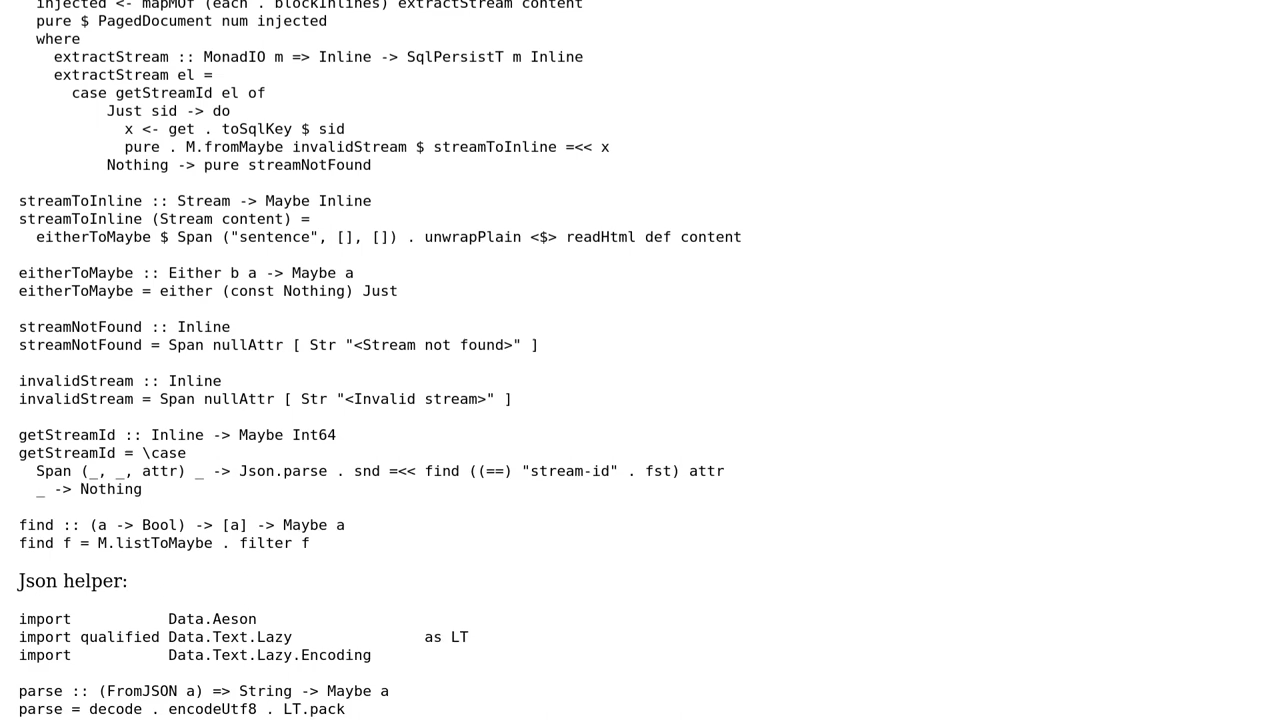 injected <- mapMOf (each . blockInlines) extractStream content
  pure $ PagedDocument num injected
  where
    extractStream :: MonadIO m => Inline -> SqlPersistT m Inline
    extractStream el =
      case getStreamId el of
          Just sid -> do
            x <- get . toSqlKey $ sid
            pure . M.fromMaybe invalidStream $ streamToInline =<< x
          Nothing -> pure streamNotFound

streamToInline :: Stream -> Maybe Inline
streamToInline (Stream content) =
  eitherToMaybe $ Span ("sentence", [], []) . unwrapPlain <$> readHtml def content

eitherToMaybe :: Either b a -> Maybe a
eitherToMaybe = either (const Nothing) Just

streamNotFound :: Inline
streamNotFound = Span nullAttr [ Str "<Stream not found>" ]

invalidStream :: Inline
invalidStream = Span nullAttr [ Str "<Invalid stream>" ]

getStreamId :: Inline -> Maybe Int64
getStreamId = \case
  Span (_, _, attr) _ -> Json.parse . snd =<< find ((==) "stream-id" . fst) attr
  _ -> Nothing

find :: (a -> Bool) -> [a] -> Maybe a
find f = M.listToMaybe . filter f

Json helper:

import           Data.Aeson
import qualified Data.Text.Lazy               as LT
import           Data.Text.Lazy.Encoding

parse :: (FromJSON a) => String -> Maybe a
parse = decode . encodeUtf8 . LT.pack